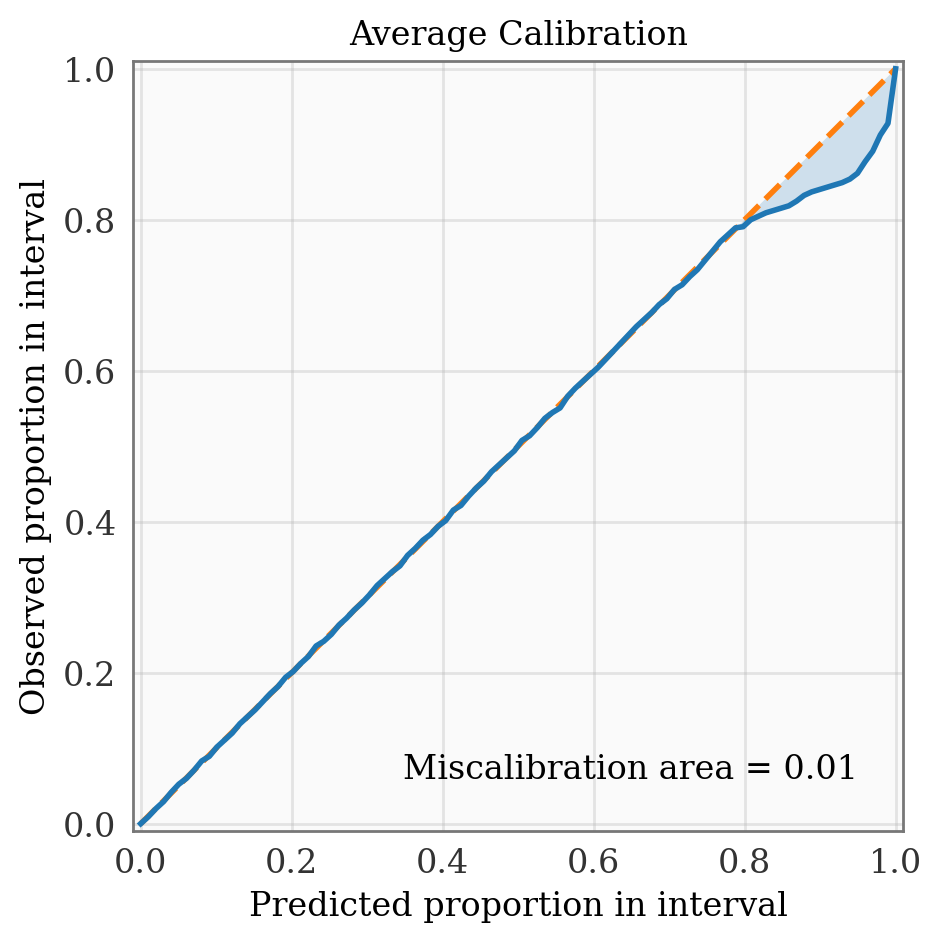 Average Calibration
1.0
0.8
0.6
0.4
0.2
0.0
Observed proportion in interval
Miscalibration area = 0.01
0.0 0.2 0.4 0.6 0.8 1.0
Predicted proportion in interval